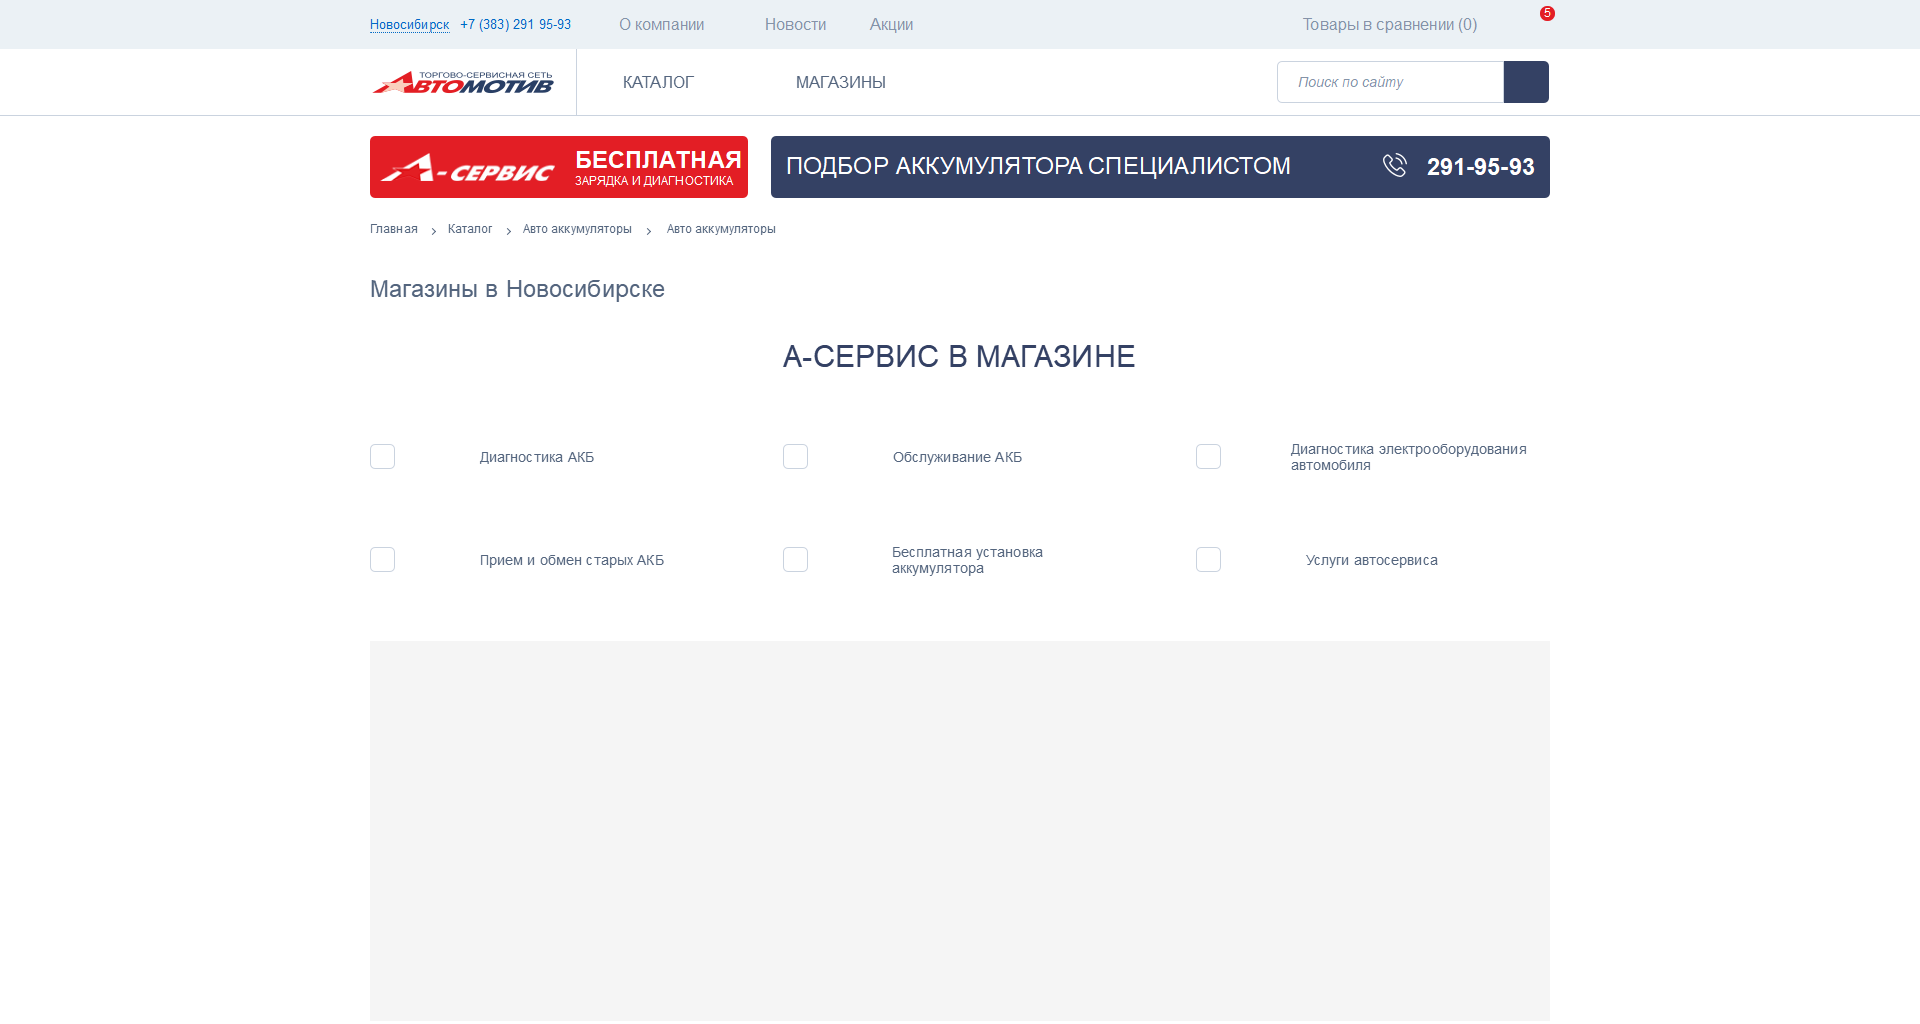 Новосибирск +7 (383) 291 95-93 О компании Новости Акции Товары в сравнении (0) 5
ТОРГОВО-СЕРВИСНАЯ СЕТЬ
АВТОМОТИВ КАТАЛОГ МАГАЗИНЫ Поиск по сайту
А-СЕРВИС БЕСПЛАТНАЯ
ЗАРЯДКА И ДИАГНОСТИКА
ПОДБОР АККУМУЛЯТОРА СПЕЦИАЛИСТОМ 291-95-93
Главная Каталог Авто аккумуляторы Авто аккумуляторы
Магазины в Новосибирске
А-СЕРВИС В МАГАЗИНЕ
Диагностика АКБ
Обслуживание АКБ
Диагностика электрооборудования
автомобиля
Прием и обмен старых АКБ
Бесплатная установка
аккумулятора
Услуги автосервиса